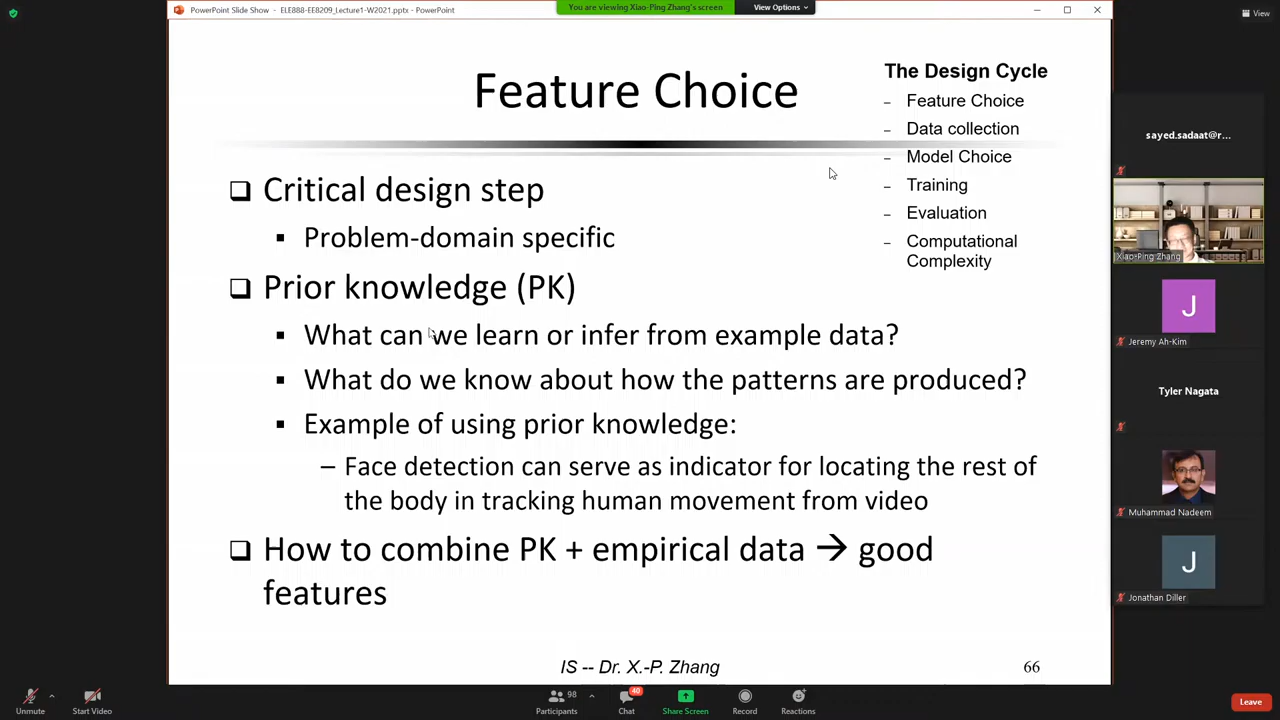 PowerPoint Slide Show - ELE888-EE8209_Lecture1-W2021.pptx - PowerPoint
You are viewing Xiao-Ping Zhang's screen
View Options
View
Feature Choice
The Design Cycle
– Feature Choice
– Data collection
– Model Choice
– Training
– Evaluation
– Computational
Complexity
❑ Critical design step
▪ Problem-domain specific
❑ Prior knowledge (PK)
▪ What can we learn or infer from example data?
▪ What do we know about how the patterns are produced?
▪ Example of using prior knowledge:
– Face detection can serve as indicator for locating the rest of
the body in tracking human movement from video
❑ How to combine PK + empirical data → good
features
IS -- Dr. X.-P. Zhang
66
sayed.sadaat@r...
Xiao-Ping Zhang
J
Jeremy Ah-Kim
Tyler Nagata
Muhammad Nadeem
J
Jonathan Diller
Unmute
Start Video
98
Participants
40
Chat
Share Screen
Record
Reactions
Leave